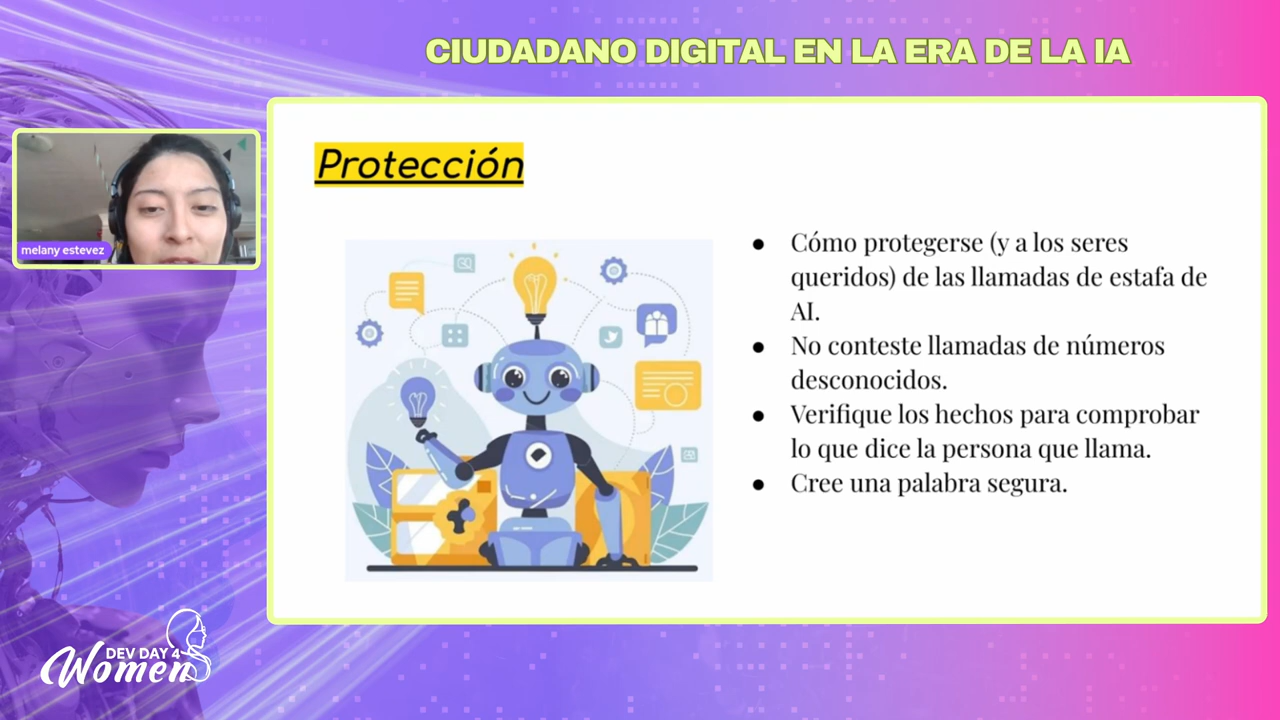 CIUDADANO DIGITAL EN LA ERA DE LA IA
melany estevez
Protección
● Cómo protegerse (y a los seres
queridos) de las llamadas de estafa de
AI.
● No conteste llamadas de números
desconocidos.
● Verifique los hechos para comprobar
lo que dice la persona que llama.
● Cree una palabra segura.
DEV DAY 4
Women